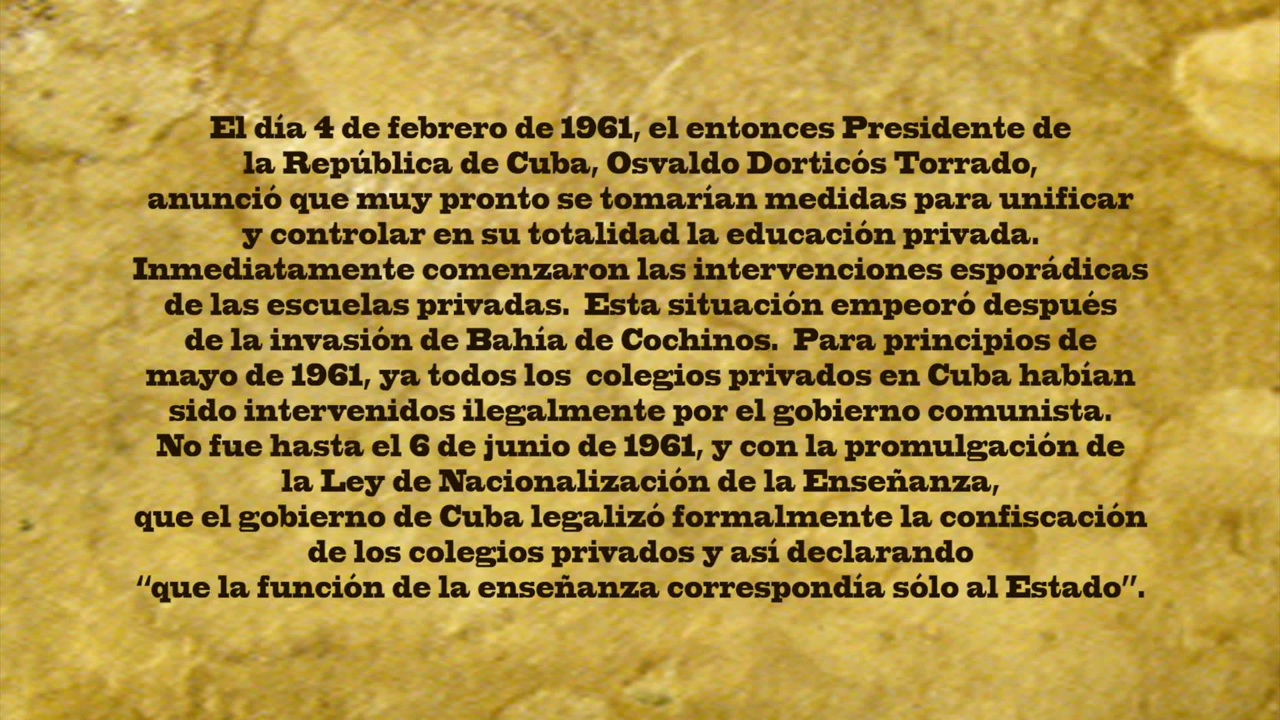 El día 4 de febrero de 1961, el entonces Presidente de
la República de Cuba, Osvaldo Dorticós Torrado,
anunció que muy pronto se tomarían medidas para unificar
y controlar en su totalidad la educación privada.
Inmediatamente comenzaron las intervenciones esporádicas
de las escuelas privadas.  Esta situación empeoró después
de la invasión de Bahía de Cochinos.  Para principios de
mayo de 1961, ya todos los  colegios privados en Cuba habían
sido intervenidos ilegalmente por el gobierno comunista.
No fue hasta el 6 de junio de 1961, y con la promulgación de
la Ley de Nacionalización de la Enseñanza,
que el gobierno de Cuba legalizó formalmente la confiscación
de los colegios privados y así declarando
“que la función de la enseñanza correspondía sólo al Estado”.